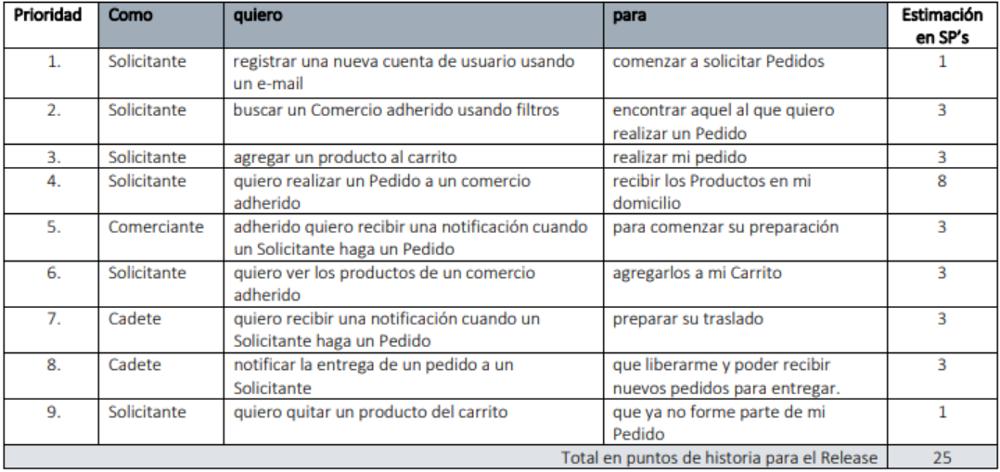 Prioridad Como quiero para Estimación
en SP's
1. Solicitante registrar una nueva cuenta de usuario usando comenzar a solicitar Pedidos 1
un e-mail
2. Solicitante buscar un Comercio adherido usando filtros encontrar aquel al que quiero 3
realizar un Pedido
3. Solicitante agregar un producto al carrito realizar mi pedido 3
4. Solicitante quiero realizar un Pedido a un comercio recibir los Productos en mi 8
adherido domicilio
5. Comerciante adherido quiero recibir una notificación cuando para comenzar su preparación 3
un Solicitante haga un Pedido
6. Solicitante quiero ver los productos de un comercio agregarlos a mi Carrito 3
adherido
7. Cadete quiero recibir una notificación cuando un preparar su traslado 3
Solicitante haga un Pedido
8. Cadete notificar la entrega de un pedido a un que liberarme y poder recibir 3
Solicitante nuevos pedidos para entregar.
9. Solicitante quiero quitar un producto del carrito que ya no forme parte de mi 1
Pedido
Total en puntos de historia para el Release 25